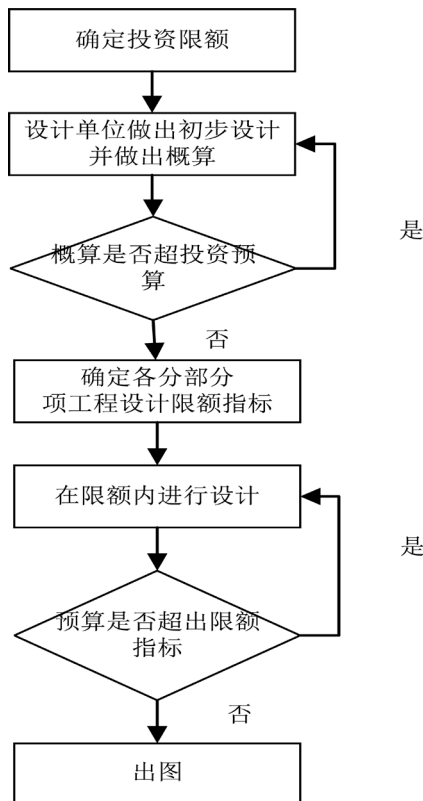 确定投资限额
设计单位做出初步设计
并做出概算
概算是否超投资预
算
是
否
确定各分部分
项工程设计限额指标
在限额内进行设计
是
预算是否超出限额
指标
否
出图